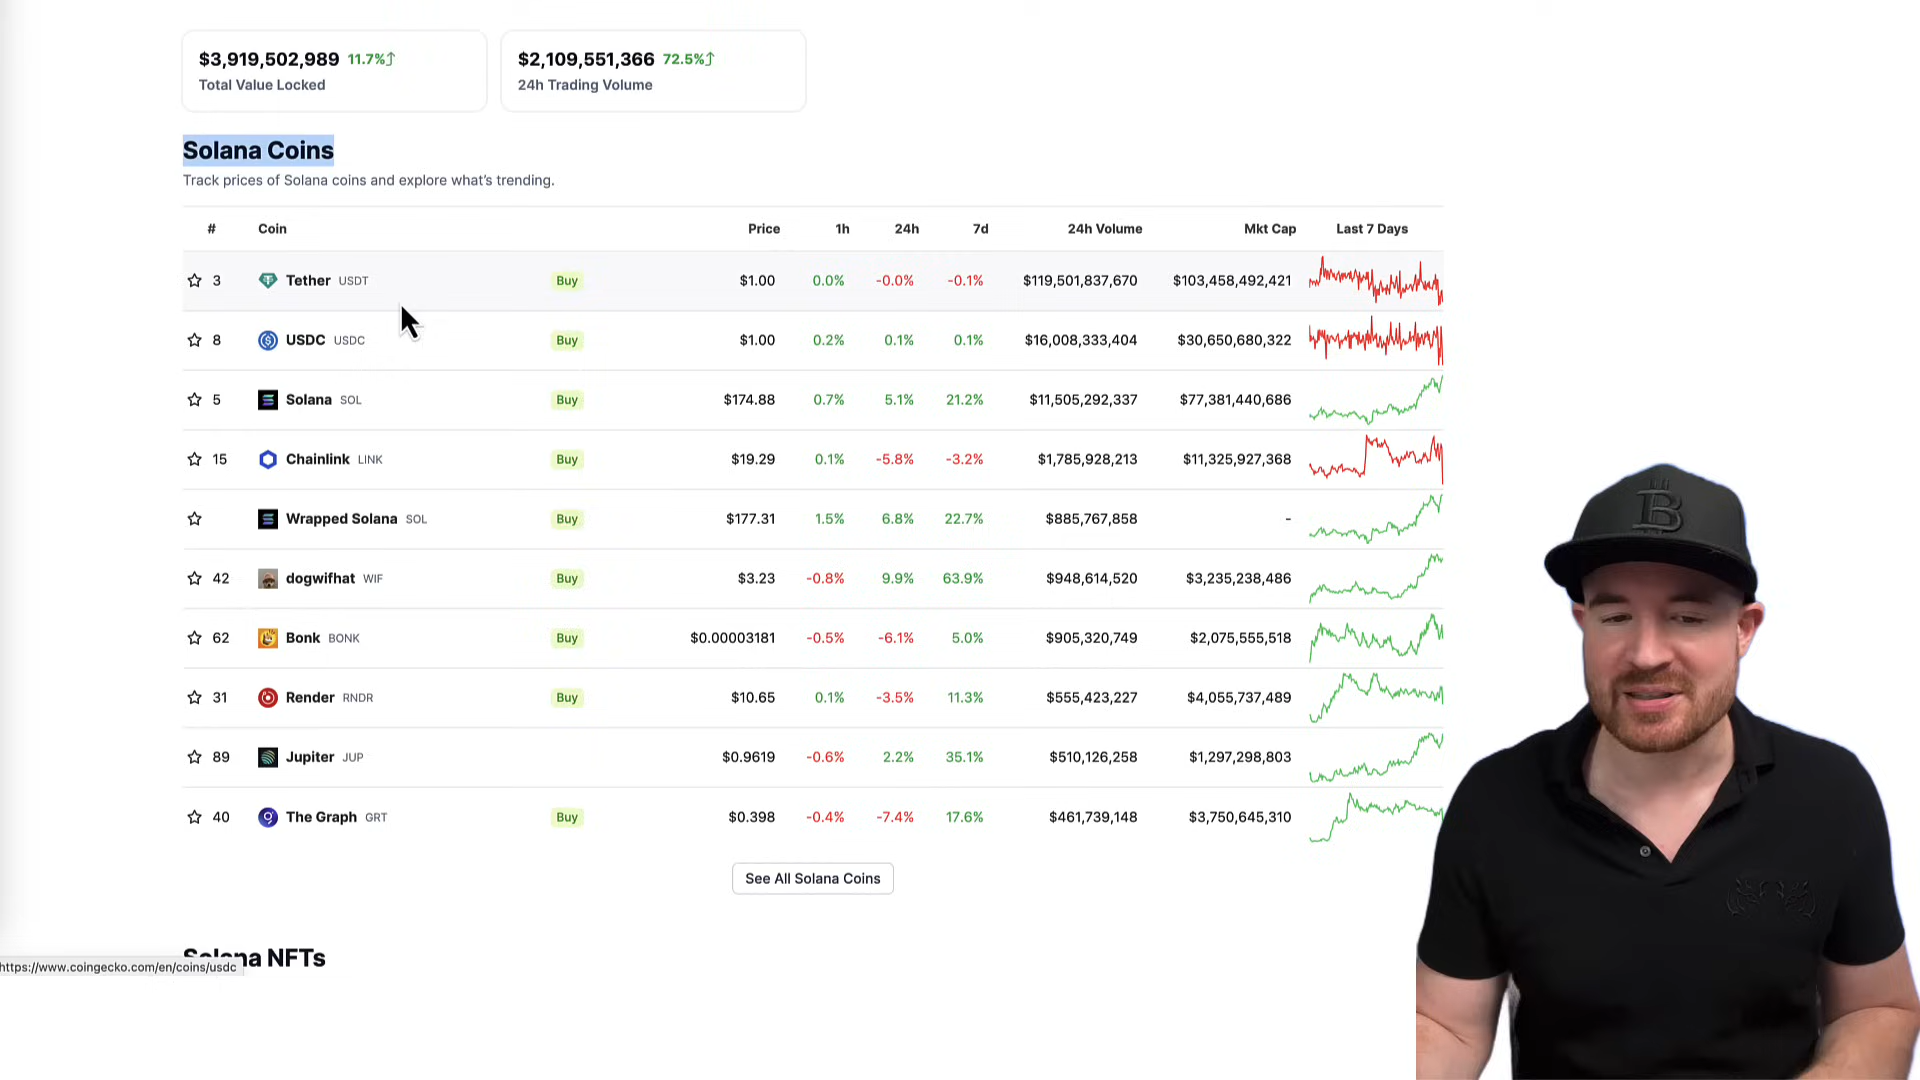 $3,919,502,989 11.7%
Total Value Locked
$2,109,551,366 72.5%
24h Trading Volume
Solana Coins
Track prices of Solana coins and explore what's trending.
# Coin Price 1h 24h 7d 24h Volume Mkt Cap Last 7 Days
3 Tether USDT Buy $1.00 0.0% -0.0% -0.1% $119,501,837,670 $103,458,492,421
8 USDC USDC Buy $1.00 0.2% 0.1% 0.1% $16,008,333,404 $30,650,680,322
5 Solana SOL Buy $174.88 0.7% 5.1% 21.2% $11,505,292,337 $77,381,440,686
15 Chainlink LINK Buy $19.29 0.1% -5.8% -3.2% $1,785,928,213 $11,325,927,368
Wrapped Solana SOL Buy $177.31 1.5% 6.8% 22.7% $885,767,858 -
42 dogwifhat WIF Buy $3.23 -0.8% 9.9% 63.9% $948,614,520 $3,235,238,486
62 Bonk BONK Buy $0.00003181 -0.5% -6.1% 5.0% $905,320,749 $2,075,555,518
31 Render RNDR Buy $10.65 0.1% -3.5% 11.3% $555,423,227 $4,055,737,489
89 Jupiter JUP $0.9619 -0.6% 2.2% 35.1% $510,126,258 $1,297,298,803
40 The Graph GRT Buy $0.398 -0.4% -7.4% 17.6% $461,739,148 $3,750,645,310
See All Solana Coins
Solana NFTs
https://www.coingecko.com/en/coins/usdc